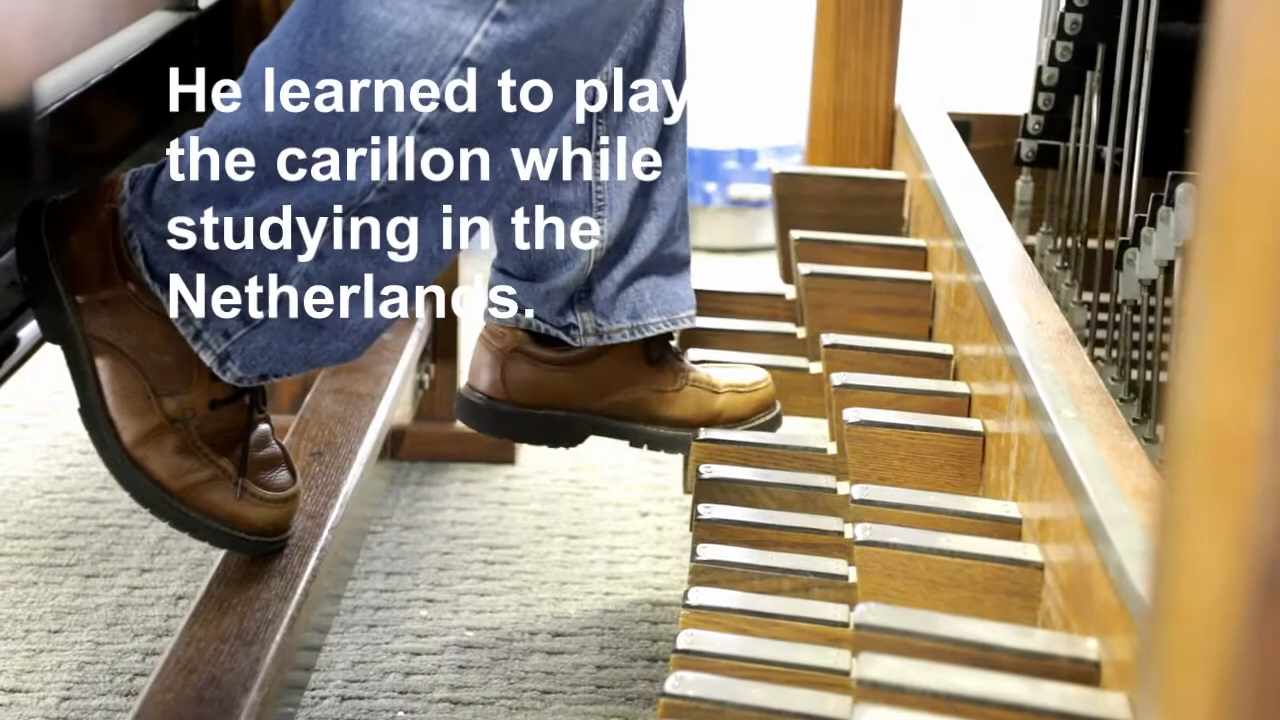 He learned to play
the carillon while
studying in the
Netherlands.